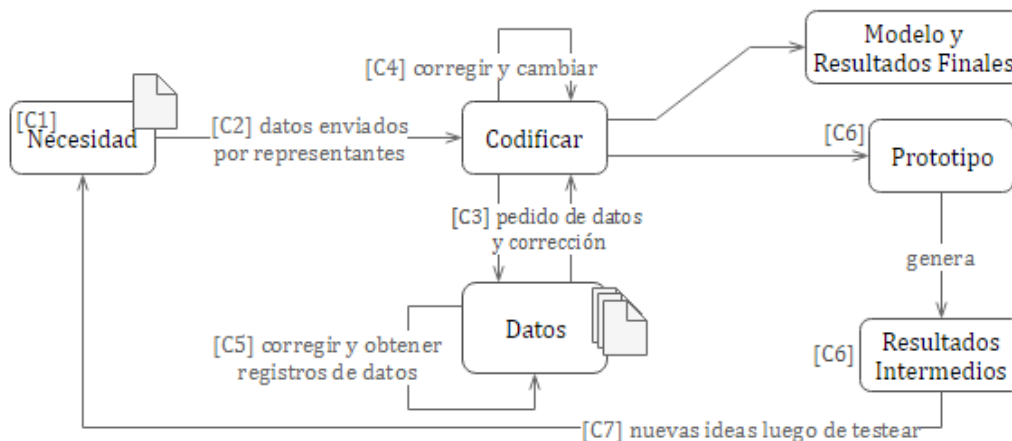 Modelo y
Resultados Finales
[C4] corregir y cambiar
[C1]
Necesidad
[C2] datos enviados
por representantes
Codificar
[C6]
Prototipo
[C3] pedido de datos
y corrección
genera
Datos
[C5] corregir y obtener
registros de datos
[C6]
Resultados
Intermedios
[C7] nuevas ideas luego de testear